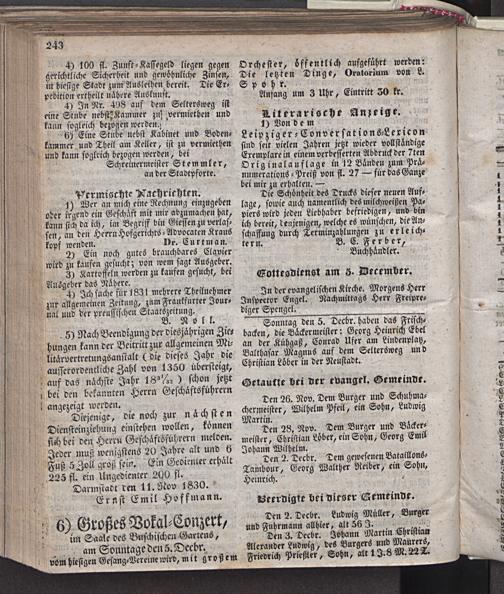 243
4) 100 fl. Zunft-Kassegeld liegen gegen
gerichtliche Sicherheit und gewöhnliche Zinsen,
in hiesige Stadt zum Ausleihen bereit. Die Ex-
pedition ertheilt nähere Auskunft.
4) In Nr. 498 auf dem Seltersweg ist
eine Stube nebst Kammer zu vermiethen und
kann sogleich bezogen werden.
6) Eine Stube nebst Kabinet und Boden-
kammer und Theil am Keller, ist zu vermiethen
und kann sogleich bezogen werden, bei
Schreinermeister Stemmler,
an der Stadtpforte.
Vermischte Nachrichten.
1) Wer an mich eine Rechnung einzugeben
oder irgend ein Geschäft mit mir abzumachen hat,
kann sich da ich, im Begriff bin Giessen zu verlas-
sen, an den Herrn Hofgerichts-Advocaten Kraus
kopf wenden. Dr. Curtman.
2) Ein noch gutes brauchbares Clavier
wird zu kaufen gesucht; von wem sagt Ausgeber.
3) Kartoffeln werden zu kaufen gesucht, bei
Ausgeber das Nähere.
4) Ich suche für 1831 mehrere Theilnehmer
zur allgemeinen Zeitung, zum Frankfurter Jour-
nal und der preussischen Staatszeitung.
B. Noll.
5) Nach Beendigung der diesjährigen Zie-
hungen kann der Beitritt zur allgemeinen Mi-
litärvertretungsanstalt (die dieses Jahr die
ausserordentliche Zahl von 1350 übersteigt,
auf das nächste Jahr 18 31/32) schon jetzt
bei den bekannten Herrn Geschäftsführern
angezeigt werden.
Diejenige, die noch zur nächsten
Diensteinziehung einstehen wollen, können
sich bei den Herrn Geschäftsführern melden.
Jeder muß wenigstens 20 Jahre alt und 6
Fuß 5 Zoll groß sein. Ein Gedienter erhält
225 fl. ein Ungedienter 200 fl.
Darmstadt den 11. Nov 1830.
Ernst Emil Hoffmann.
6) Großes Vokal-Conzert,
im Saale des Buschischen Gartens,
am Sonntage den 5. Decbr.
vom hiesigen Gesang-Vereine wird, mit großem
Orchester, öffentlich aufgeführt werden:
Die letzten Dinge, Oratorium von L.
Spohr.
Anfang um 3 Uhr, Eintritt 30 kr.
Literarische Anzeige.
1) Von dem
Leipziger-Conversations-Lexicon
sind seit vielen Jahren jetzt wieder vollständige
Exemplare in einem verbesserten Abdruck der 7ten
Originalauflage in 12 Bänden zum Prä-
numerations-Preiß von fl. 27 — für das Ganze
bei mir zu erhalten. —
Die Schönheit des Drucks dieser neuen Auf-
lage, sowie auch namentlich des milchweißen Pa-
piers wird jeden Liebhaber befriedigen, und bin
ich bereit, denjenigen, welche es wünschen, die An-
schaffung durch Terminzahlungen zu erleich-
tern. B. C. Ferber,
Buchhändler.
Gottesdienst am 5. December.
In der evangelischen Kirche. Morgens Herr
Inspector Engel. Nachmittags Herr Freipre-
diger Spengel.
Sonntag den 5. Decbr. haben das Frisch-
backen, die Bäckermeister: Georg Heinrich Ebel
an der Kühgaß, Conrad User am Lindenplatz,
Balthasar Magnus auf dem Seltersweg und
Christian Löber in der Neustadt.
Getaufte bei der evangel. Gemeinde.
Den 26. Nov. Dem Burger und Schuhma-
chermeister, Wilhelm Pfeil, ein Sohn, Ludwig
Martin.
Den 28. Nov. Dem Burger und Bäcker-
meister, Christian Löber, ein Sohn, Georg Emil
Johann Wilhelm.
Den 2. Decbr. Dem gewesenen Bataillons-
Tambour, Georg Walther Reiber, ein Sohn,
Heinrich.
Beerdigte bei dieser Gemeinde.
Den 2. Decbr. Ludwig Müller, Burger
und Fuhrmann allhier, alt 56 J.
Den 3. Decbr. Johann Martin Christian
Alexander Ludwig, des Burgers und Maurers,
Friedrich Priester, Sohn, alt 1 J. 8 M. 22 T.